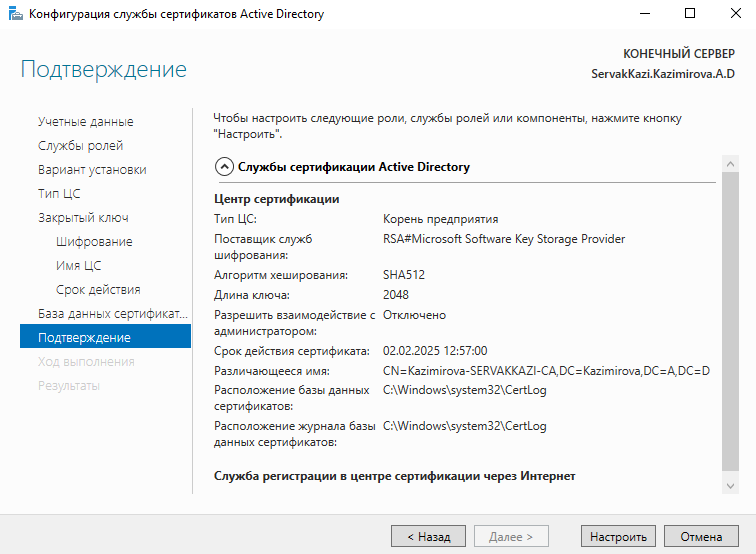 Конфигурация службы сертификатов Active Directory
Подтверждение
КОНЕЧНЫЙ СЕРВЕР
ServakKazi.Kazimirova.A.D
Учетные данные
Службы ролей
Вариант установки
Тип ЦС
Закрытый ключ
Шифрование
Имя ЦС
Срок действия
База данных сертификат...
Подтверждение
Ход выполнения
Результаты
Чтобы настроить следующие роли, службы ролей или компоненты, нажмите кнопку
"Настроить".
Службы сертификации Active Directory
Центр сертификации
Тип ЦС: Корень предприятия
Поставщик служб RSA#Microsoft Software Key Storage Provider
шифрования:
Алгоритм хеширования: SHA512
Длина ключа: 2048
Разрешить взаимодействие с Отключено
администратором:
Срок действия сертификата: 02.02.2025 12:57:00
Различающееся имя: CN=Kazimirova-SERVAKKAZI-CA,DC=Kazimirova,DC=A,DC=D
Расположение базы данных C:\Windows\system32\CertLog
сертификатов:
Расположение журнала базы C:\Windows\system32\CertLog
данных сертификатов:
Служба регистрации в центре сертификации через Интернет
< Назад Далее > Настроить Отмена